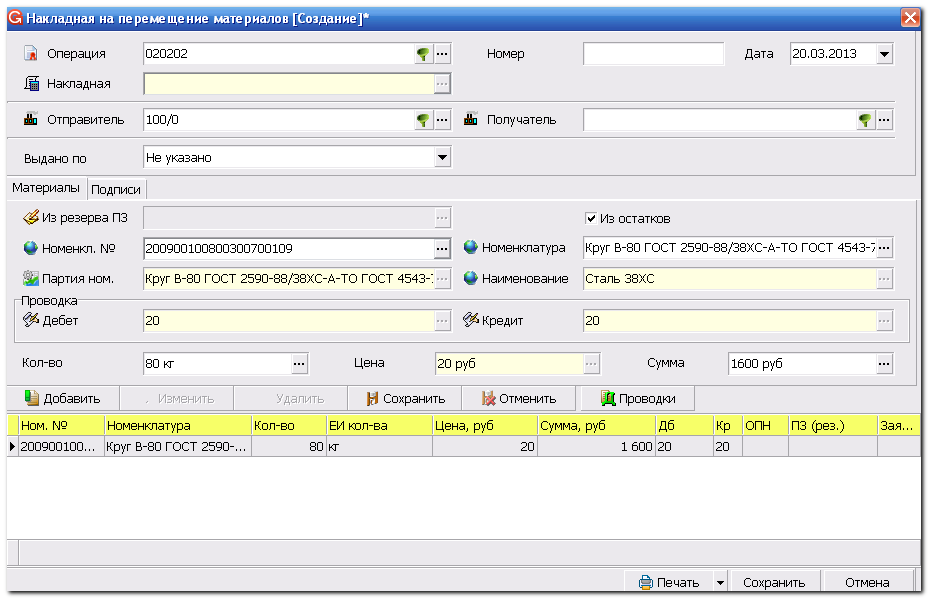 G Накладная на перемещение материалов [Создание]*
Операция 020202 ... Номер Дата 20.03.2013
Накладная ...
Отправитель 100/0 ... Получатель ...
Выдано по Не указано
Материалы Подписи
Из резерва ПЗ ... Из остатков
Номенкл. № 200900100800300700109 ... Номенклатура Круг В-80 ГОСТ 2590-88/38ХС-А-ТО ГОСТ 4543-7 ...
Партия ном. Круг В-80 ГОСТ 2590-88/38ХС-А-ТО ГОСТ 4543-7 ... Наименование Сталь 38ХС ...
Проводка
Дебет 20 ... Кредит 20 ...
Кол-во 80 кг ... Цена 20 руб ... Сумма 1600 руб ...
Добавить Изменить Удалить Сохранить Отменить Проводки
Ном. № Номенклатура Кол-во ЕИ кол-ва Цена, руб Сумма, руб Дб Кр ОПН ПЗ (рез.) Зая...
200900100... Круг В-80 ГОСТ 2590-... 80 кг 20 1 600 20 20
Печать Сохранить Отмена